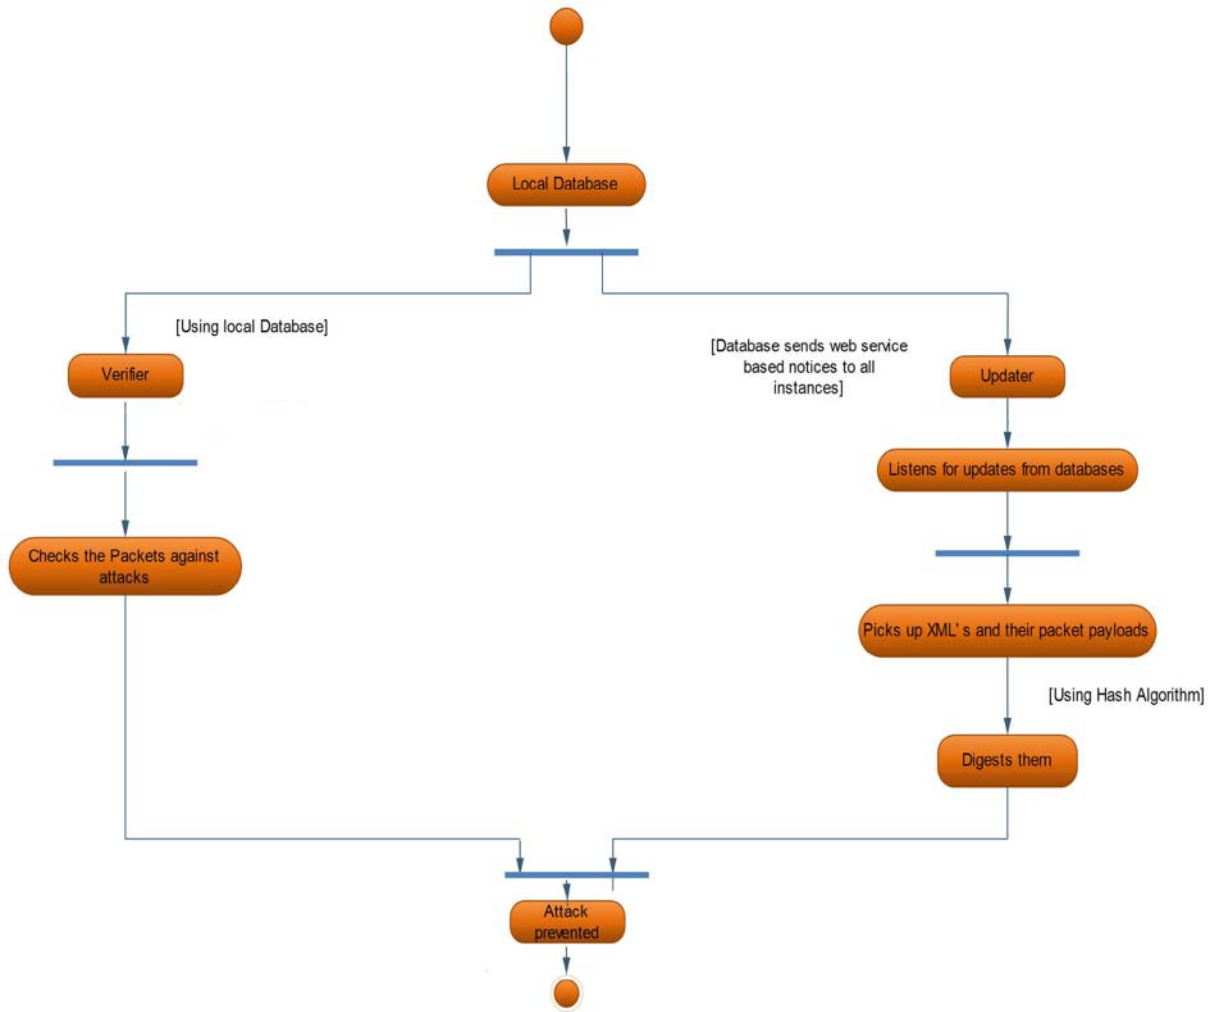 Local Database
[Using local Database]
[Database sends web service
based notices to all
instances]
Verifier
Updater
Listens for updates from databases
Checks the Packets against
attacks
Picks up XML' s and their packet payloads
[Using Hash Algorithm]
Digests them
Attack
prevented